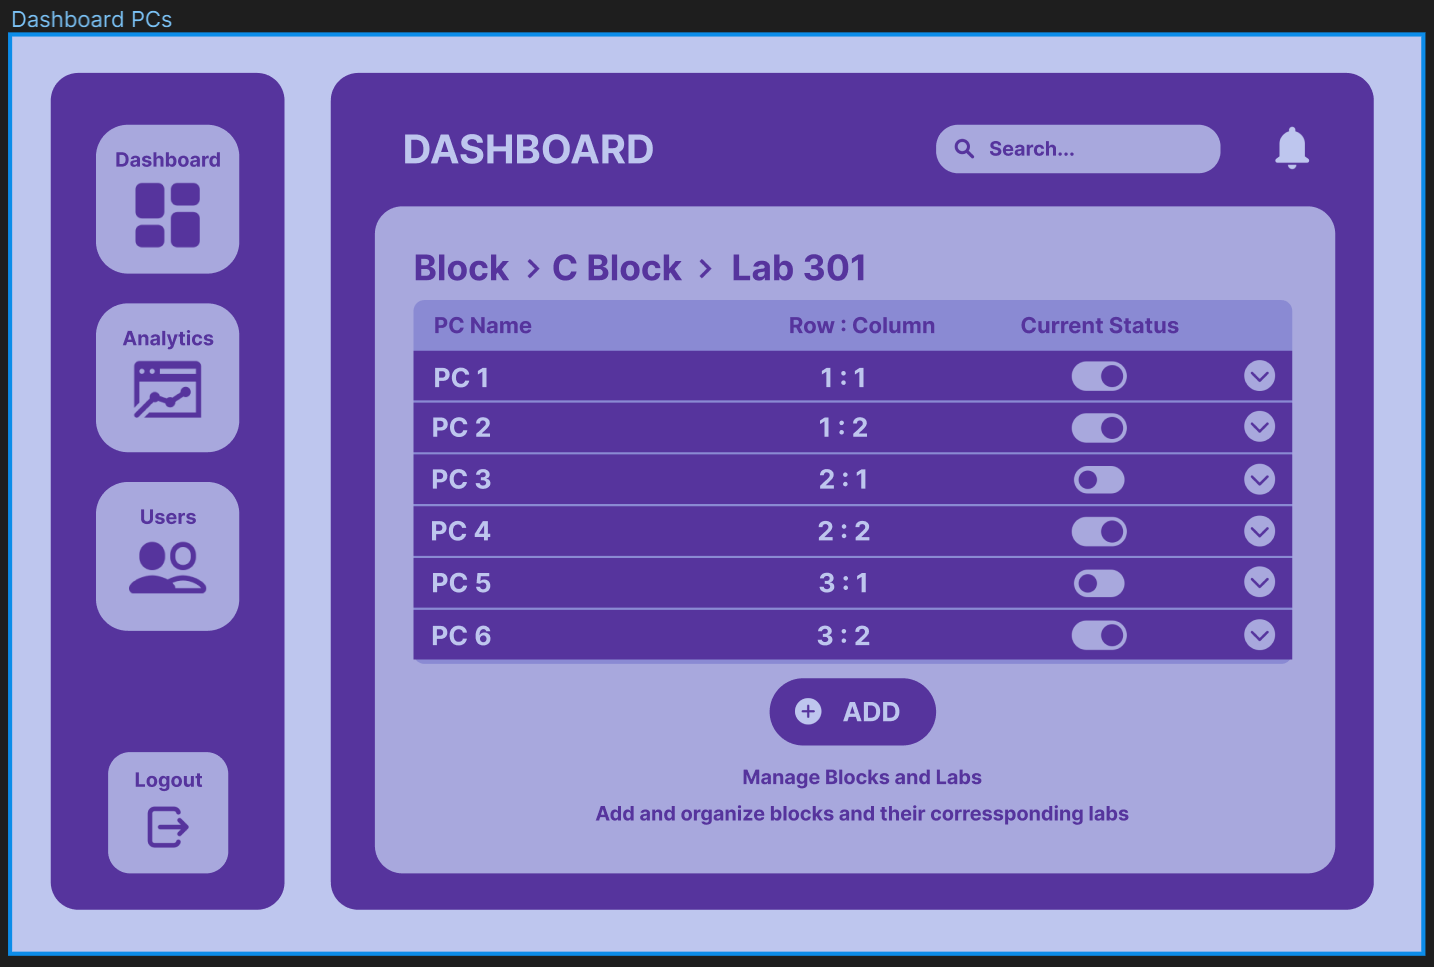 Dashboard PCs
Dashboard
Analytics
Users
Logout
DASHBOARD
Search...
Block > C Block > Lab 301
PC Name Row : Column Current Status
PC 1 1 : 1
PC 2 1 : 2
PC 3 2 : 1
PC 4 2 : 2
PC 5 3 : 1
PC 6 3 : 2
ADD
Manage Blocks and Labs
Add and organize blocks and their corressponding labs